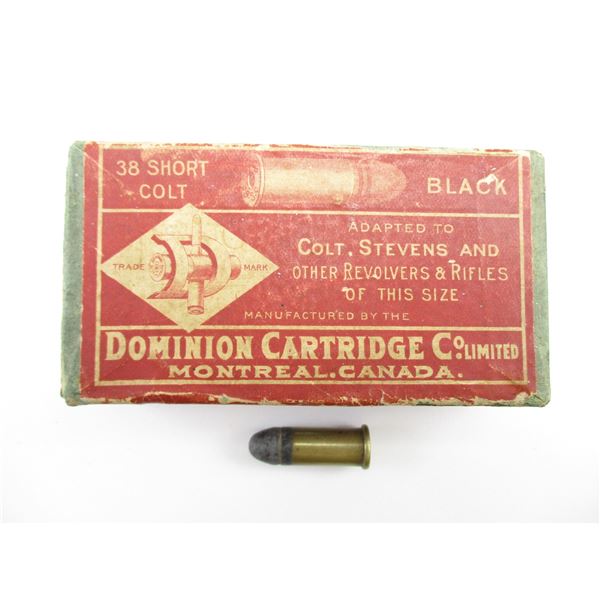 38 SHORT
COLT
BLACK
ADAPTED TO
COLT, STEVENS AND
OTHER REVOLVERS & RIFLES
OF THIS SIZE
TRADE MARK
MANUFACTURED BY THE
DOMINION CARTRIDGE Co. LIMITED
MONTREAL. CANADA.